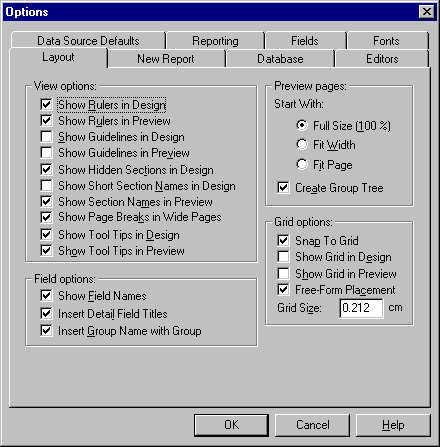 Options
Data Source Defaults
Reporting
Fields
Fonts
Layout
New Report
Database
Editors
View options:
Show Rulers in Design
Show Rulers in Preview
Show Guidelines in Design
Show Guidelines in Preview
Show Hidden Sections in Design
Show Short Section Names in Design
Show Section Names in Preview
Show Page Breaks in Wide Pages
Show Tool Tips in Design
Show Tool Tips in Preview
Field options:
Show Field Names
Insert Detail Field Titles
Insert Group Name with Group
Preview pages:
Start With:
Full Size (100 %)
Fit Width
Fit Page
Create Group Tree
Grid options:
Snap To Grid
Show Grid in Design
Show Grid in Preview
Free-Form Placement
Grid Size: 0.212 cm
OK
Cancel
Help